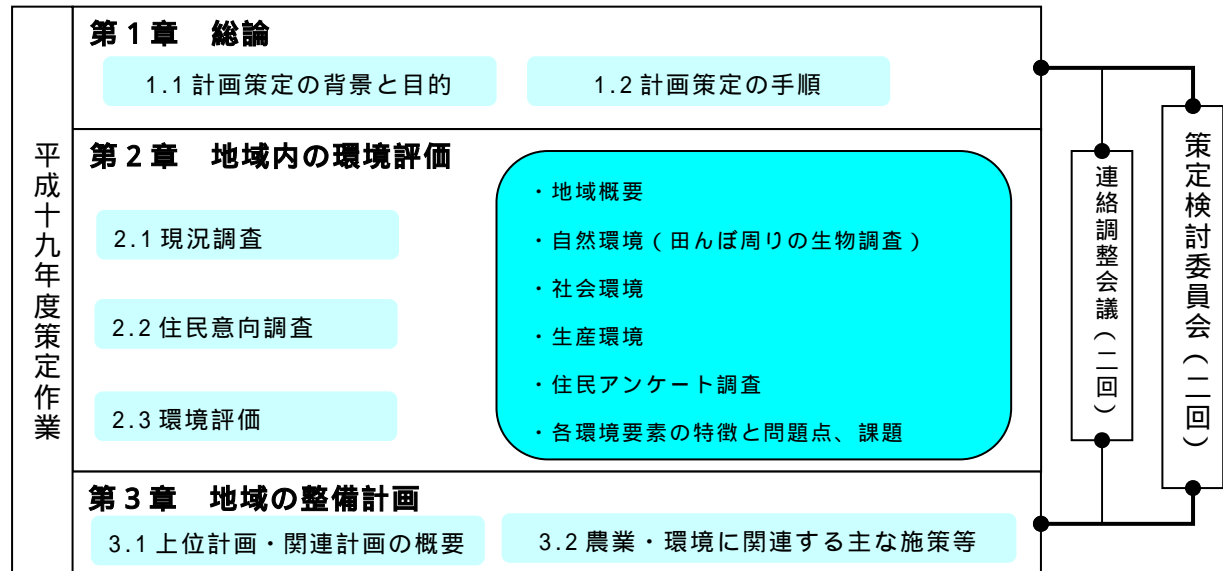 平成十九年度策定作業
第1章 総論
1.1計画策定の背景と目的
1.2計画策定の手順
第2章 地域内の環境評価
2.1現況調査
2.2住民意向調査
2.3環境評価
・地域概要
・自然環境(田んぼ周りの生物調査)
・社会環境
・生産環境
・住民アンケート調査
・各環境要素の特徴と問題点、課題
第3章 地域の整備計画
3.1上位計画・関連計画の概要
3.2農業・環境に関連する主な施策等
連絡調整会議(二回)
策定検討委員会(二回)